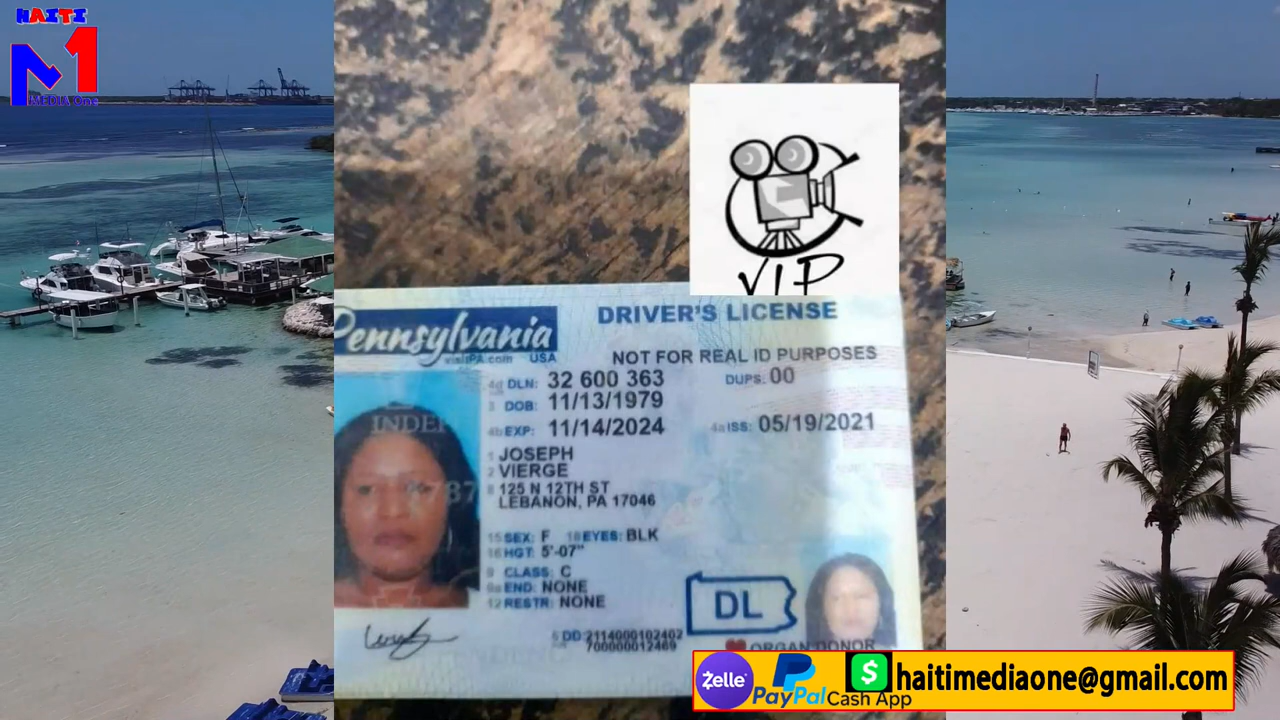 HAITI
M1
MEDIA One
VIP
Pennsylvania
visitPA.com USA
DRIVER'S LICENSE
NOT FOR REAL ID PURPOSES
4d DLN: 32 600 363
DUPS: 00
3 DOB: 11/13/1979
4b EXP: 11/14/2024
4a ISS: 05/19/2021
1 JOSEPH
2 VIERGE
8 125 N 12TH ST
LEBANON, PA 17046
15 SEX: F 18 EYES: BLK
16 HGT: 5'-07"
9 CLASS: C
9a END: NONE
12 RESTR: NONE
DL
5 DD: 2114000102402
700000012469
ORGAN DONOR
Zelle
PayPal
$
Cash App
haitimediaone@gmail.com